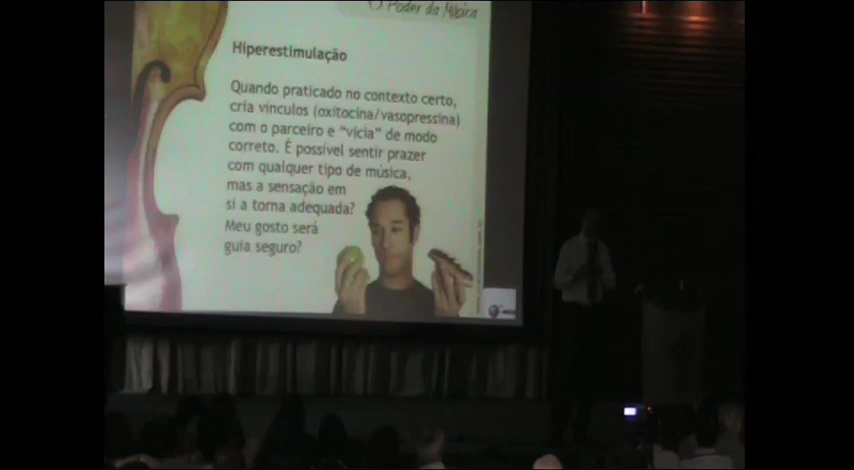 O Poder da Música
Hiperestimulação
Quando praticado no contexto certo,
cria vínculos (oxitocina/vasopressina)
com o parceiro e “vicia” de modo
correto. É possível sentir prazer
com qualquer tipo de música,
mas a sensação em
si a torna adequada?
Meu gosto será
guia seguro?